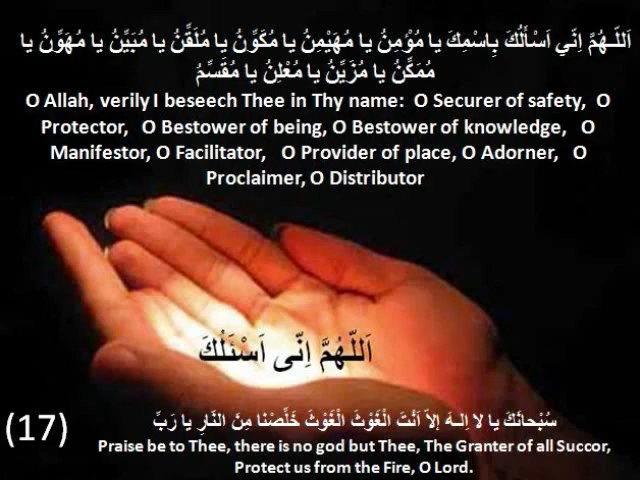 اَللَّـهُمَّ اِنّي اَسْأَلُكَ بِاسْمِكَ يا مُؤْمِنُ يا مُهَيْمِنُ يا مُكَوِّنُ يا مُلَقِّنُ يا مُبَيِّنُ يا مُهَوِّنُ يا
مُمَكِّنُ يا مُزَيِّنُ يا مُعْلِنُ يا مُقَسِّمُ
O Allah, verily I beseech Thee in Thy name: O Securer of safety, O
Protector, O Bestower of being, O Bestower of knowledge, O
Manifestor, O Facilitator, O Provider of place, O Adorner, O
Proclaimer, O Distributor
اَللّهُمَّ اِنّى اَسْئَلُكَ
سُبْحانَكَ يا لا اِلـهَ إلاّ اَنْتَ الْغَوْثَ الْغَوْثَ خَلِّصْنا مِنَ النّارِ يا رَبِّ
(17)
Praise be to Thee, there is no god but Thee, The Granter of all Succor,
Protect us from the Fire, O Lord.